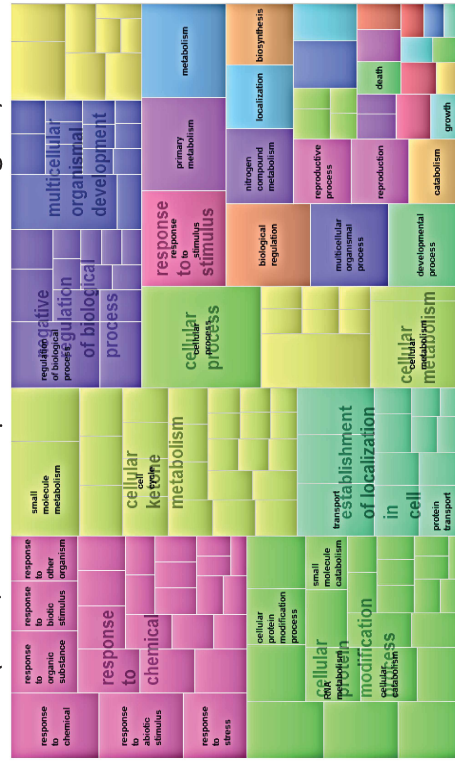 response
to
chemical
response
to
abiotic
stimulus
response
to
stress
response
to
organic
substance
response
to
biotic
stimulus
response
to
other
organism
response
to
chemical
cellular
protein
modification
process
small
molecule
catabolism
cellular
protein
modification
process
RNA
metabolism
cellular
catabolism
small
molecule
metabolism
cellular
ketone
metabolism
cell
cycle
establishment
of localization
in
cell
transport
protein
transport
negative
regulation
of biological
process
regulation
of biological
process
multicellular
organismal
development
cellular
process
cellular
process
cellular
metabolism
cellular
metabolism
response
to
stimulus
response
to
stimulus
primary
metabolism
metabolism
biological
regulation
multicellular
organismal
process
developmental
process
nitrogen
compound
metabolism
localization
biosynthesis
reproductive
process
reproduction
catabolism
death
growth